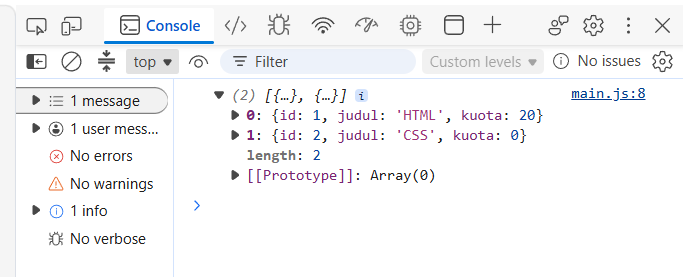 Console
top
Filter
Custom levels
No issues
1 message
1 user mess...
No errors
No warnings
1 info
No verbose
(2) [{…}, {…}] i
main.js:8
0: {id: 1, judul: 'HTML', kuota: 20}
1: {id: 2, judul: 'CSS', kuota: 0}
length: 2
[[Prototype]]: Array(0)